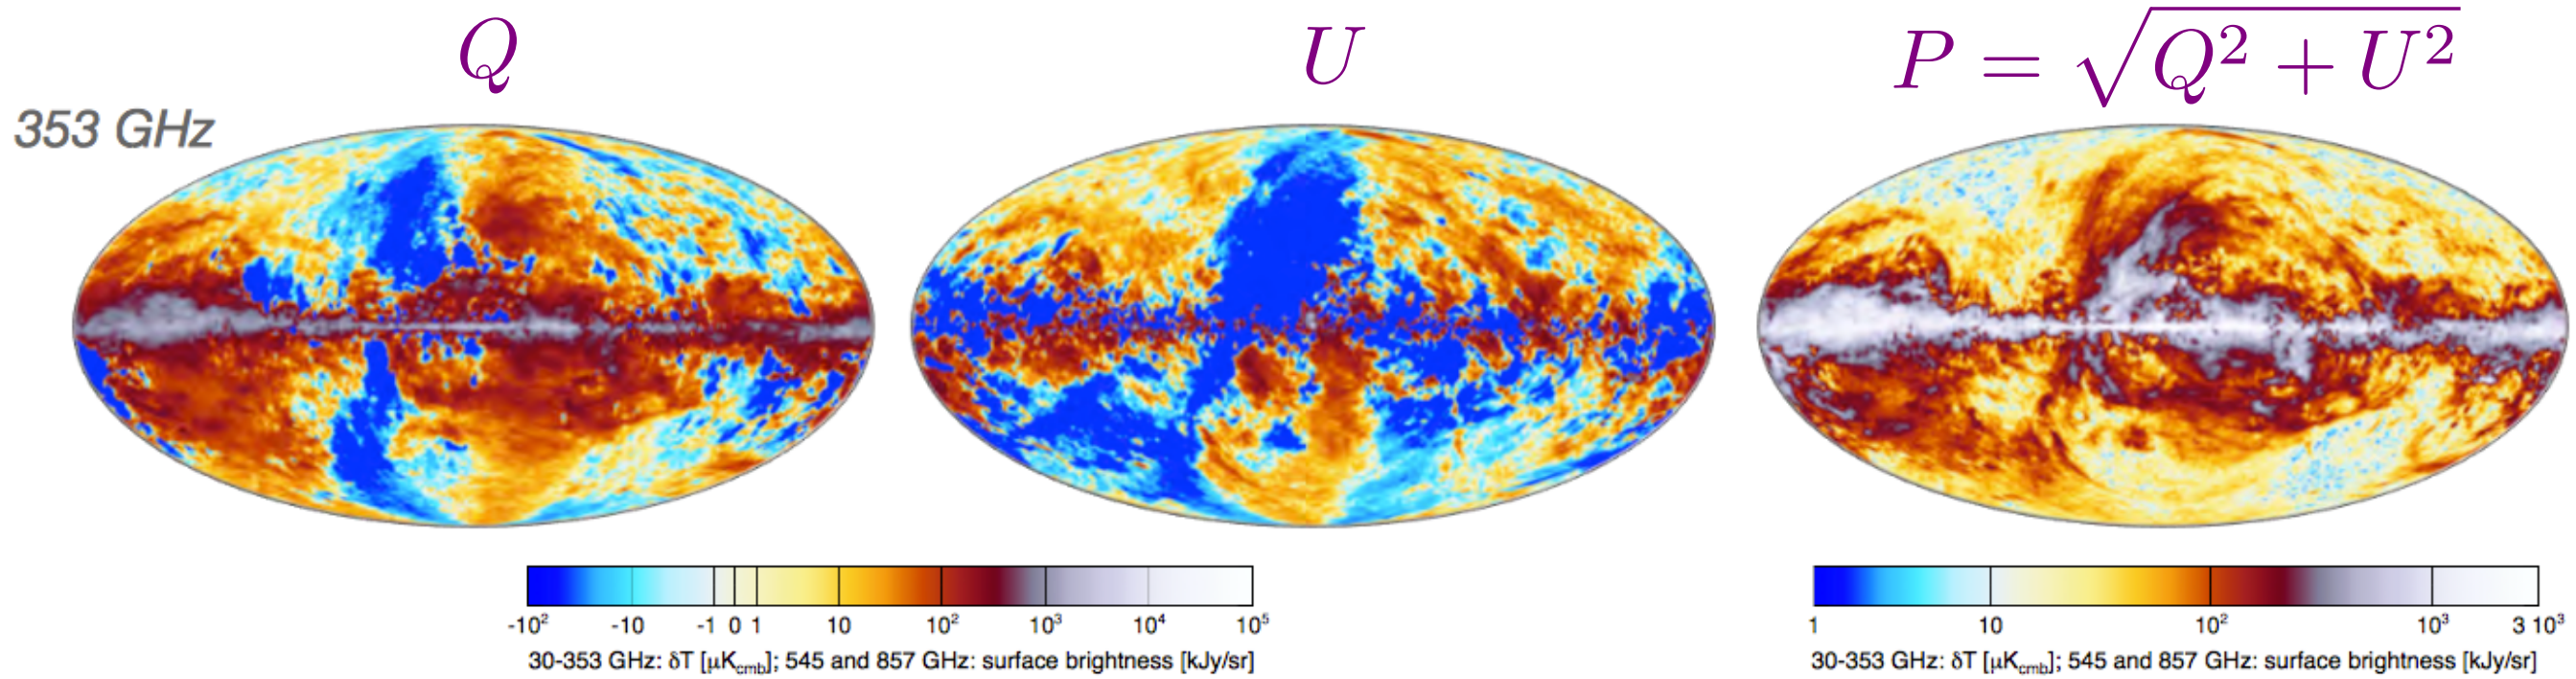 Q U P = √(Q² + U²)
353 GHz
-10² -10 -1 0 1 10 10² 10³ 10⁴ 10⁵
1 10 10² 10³ 3 10³
30-353 GHz: δT [μK_cmb]; 545 and 857 GHz: surface brightness [kJy/sr]
30-353 GHz: δT [μK_cmb]; 545 and 857 GHz: surface brightness [kJy/sr]